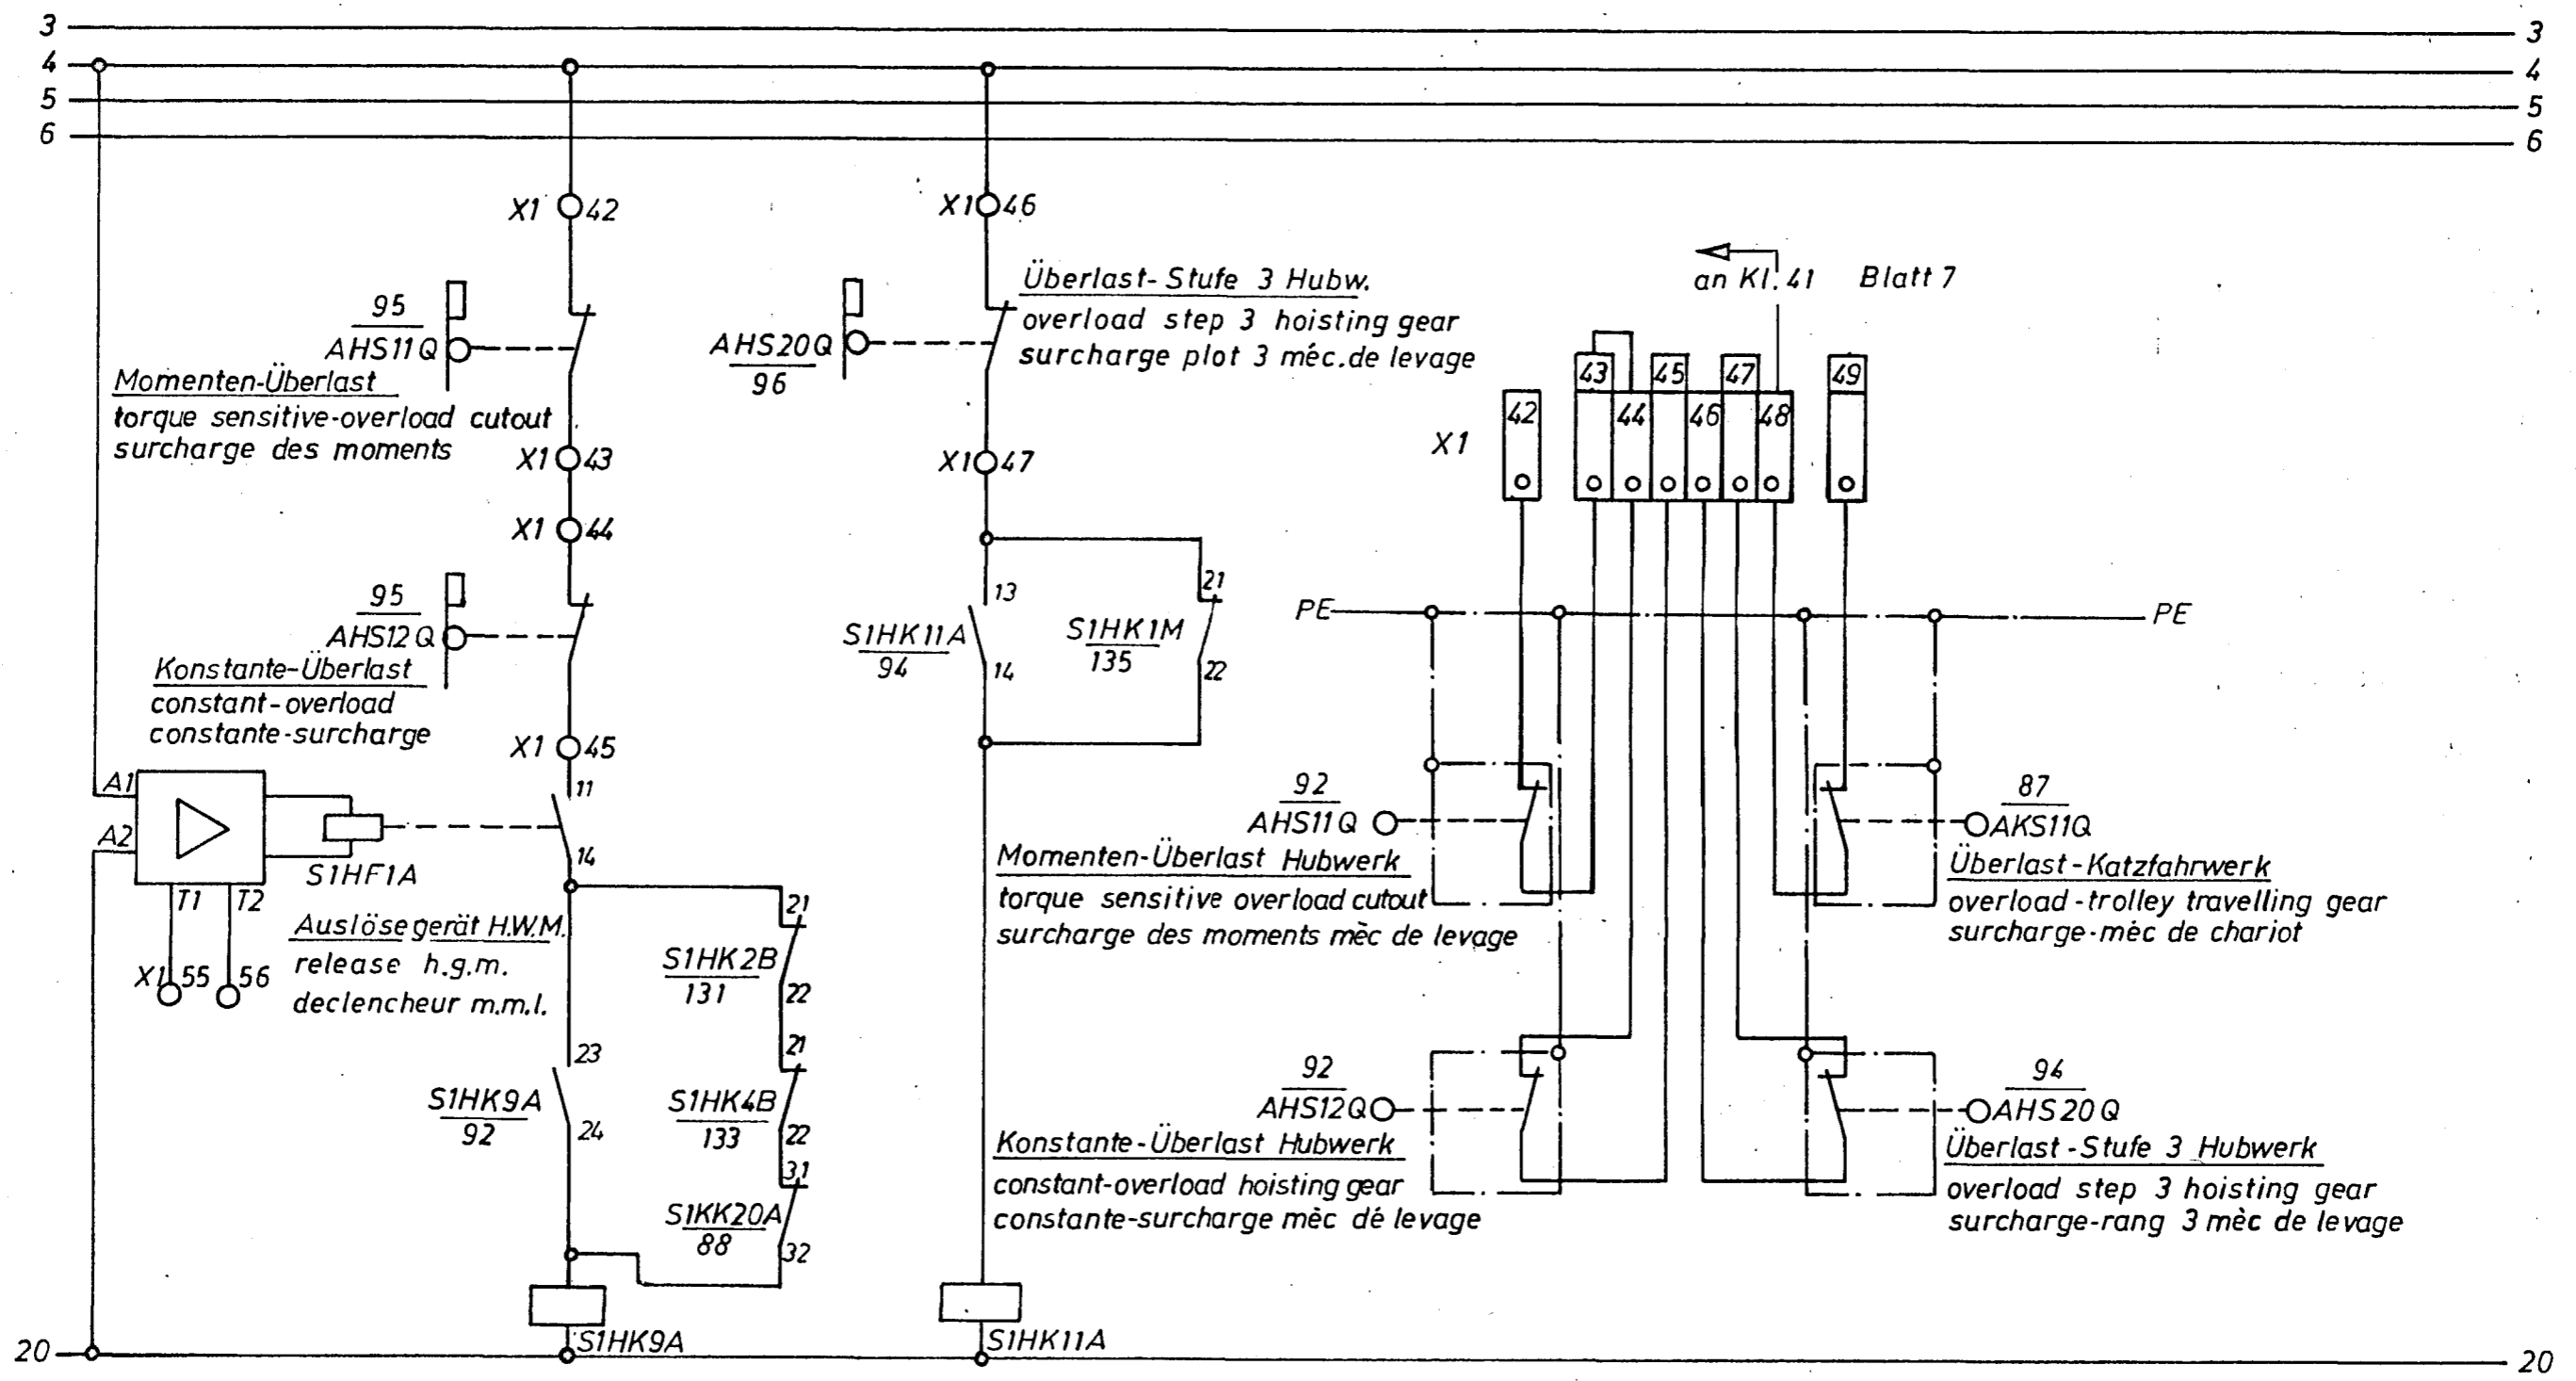 3
3
4
4
5
5
6
6
X1 42
X1 46
95
AHS11Q
Momenten-Überlast
torque sensitive-overload cutout
surcharge des moments
AHS20Q
96
Überlast-Stufe 3 Hubw.
overload step 3 hoisting gear
surcharge plot 3 méc.de levage
an Kl. 41 Blatt 7
X1 43
X1 44
X1 47
X1
42
43
44
45
46
47
48
49
95
AHS12Q
Konstante-Überlast
constant-overload
constante-surcharge
X1 45
13
S1HK11A
94
14
21
S1HK1M
135
22
PE
PE
A1
A2
S1HF1A
T1
T2
X1 55
56
Auslösegerät H.W.M.
release h.g.m.
declencheur m.m.l.
11
14
21
S1HK2B
131
22
23
S1HK9A
92
24
21
S1HK4B
133
22
31
S1KK20A
88
32
92
AHS11Q
Momenten-Überlast Hubwerk
torque sensitive overload cutout
surcharge des moments mèc de levage
87
AKS11Q
Überlast-Katzfahrwerk
overload-trolley travelling gear
surcharge-mèc de chariot
92
AHS12Q
Konstante-Überlast Hubwerk
constant-overload hoisting gear
constante-surcharge mèc dé levage
94
AHS20Q
Überlast-Stufe 3 Hubwerk
overload step 3 hoisting gear
surcharge-rang 3 mèc de levage
S1HK9A
S1HK11A
20
20